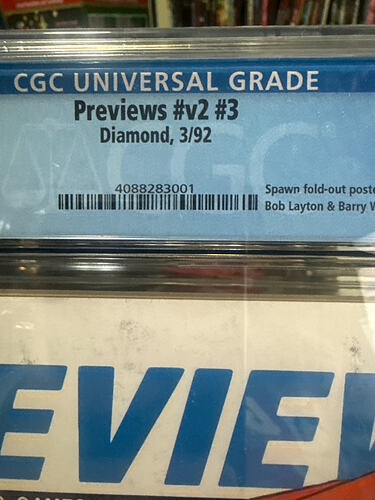 CGC UNIVERSAL GRADE
Previews #v2 #3
Diamond, 3/92
4088283001
Spawn fold-out poste
Bob Layton & Barry W
EVIEW